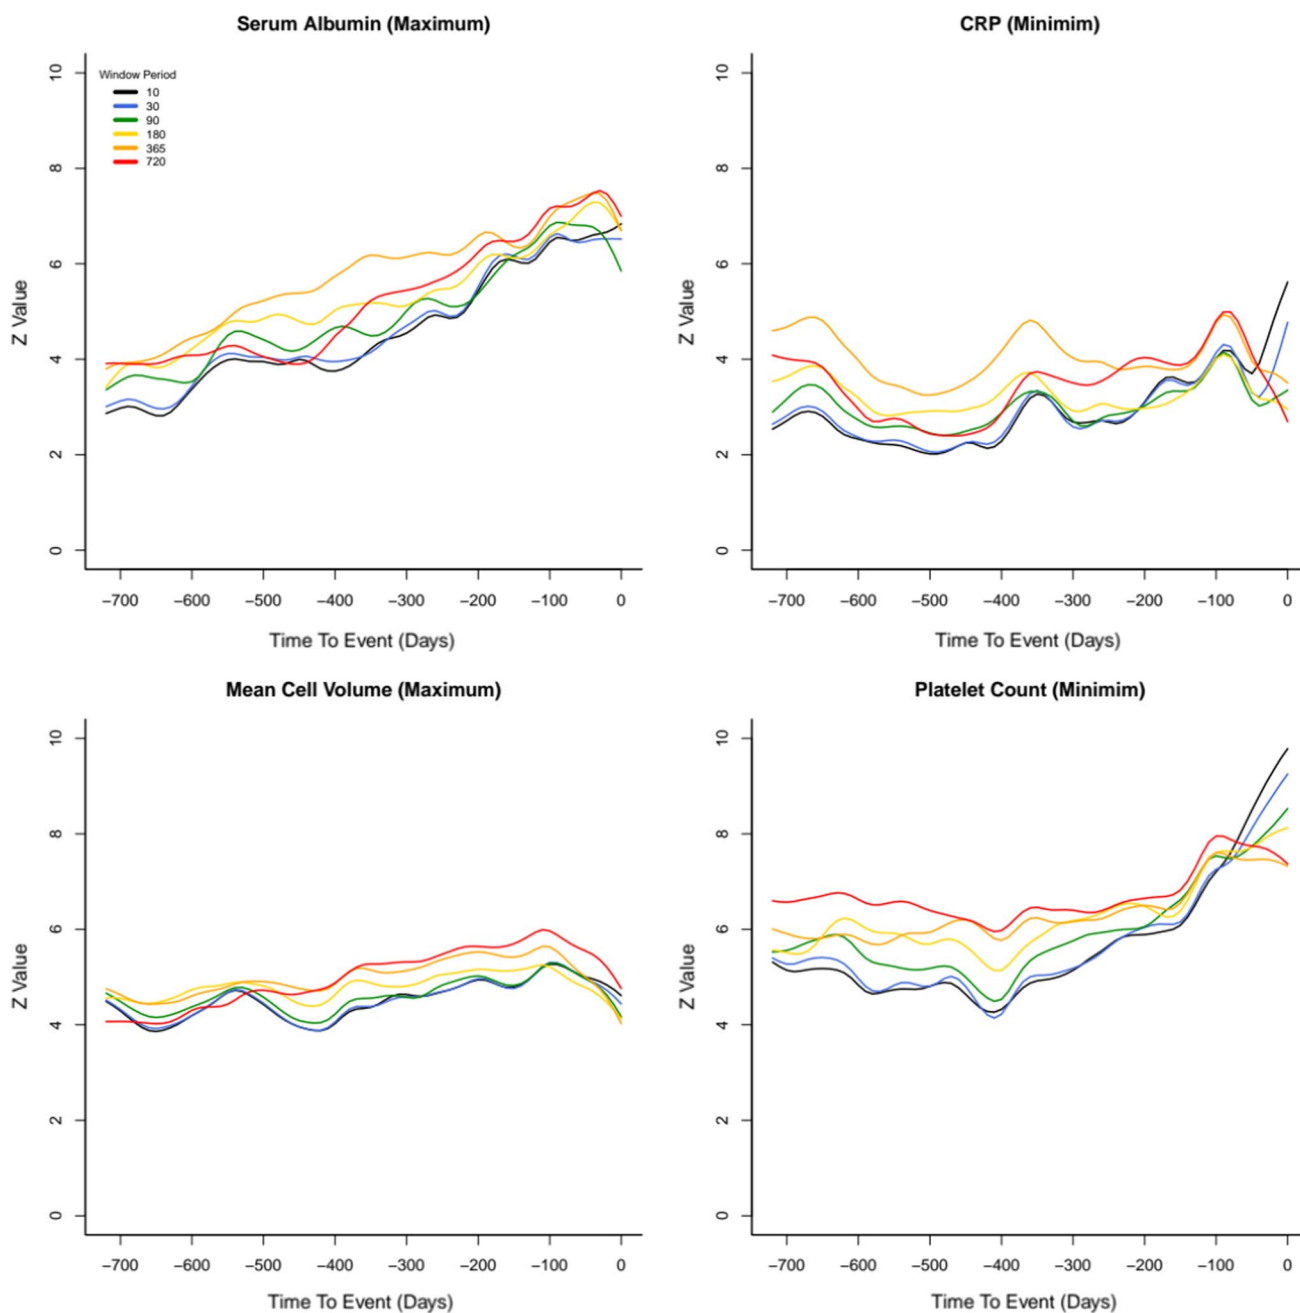 Serum Albumin (Maximum)
Z Value
10
8
6
4
2
0
Window Period
10
30
90
180
365
720
−700 −600 −500 −400 −300 −200 −100 0
Time To Event (Days)
CRP (Minimim)
Z Value
10
8
6
4
2
0
−700 −600 −500 −400 −300 −200 −100 0
Time To Event (Days)
Mean Cell Volume (Maximum)
Z Value
10
8
6
4
2
0
−700 −600 −500 −400 −300 −200 −100 0
Time To Event (Days)
Platelet Count (Minimim)
Z Value
10
8
6
4
2
0
−700 −600 −500 −400 −300 −200 −100 0
Time To Event (Days)